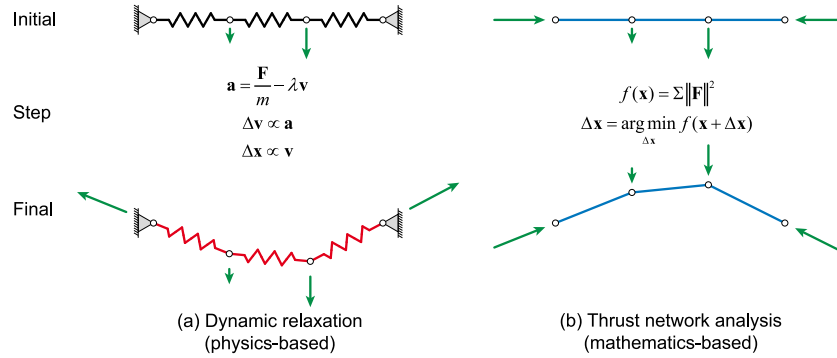 Initial
Step
Final
a = F/m − λv
Δv ∝ a
Δx ∝ v
f(x) = Σ‖F‖²
Δx = arg min f(x + Δx)
Δx
(a) Dynamic relaxation
(physics-based)
(b) Thrust network analysis
(mathematics-based)